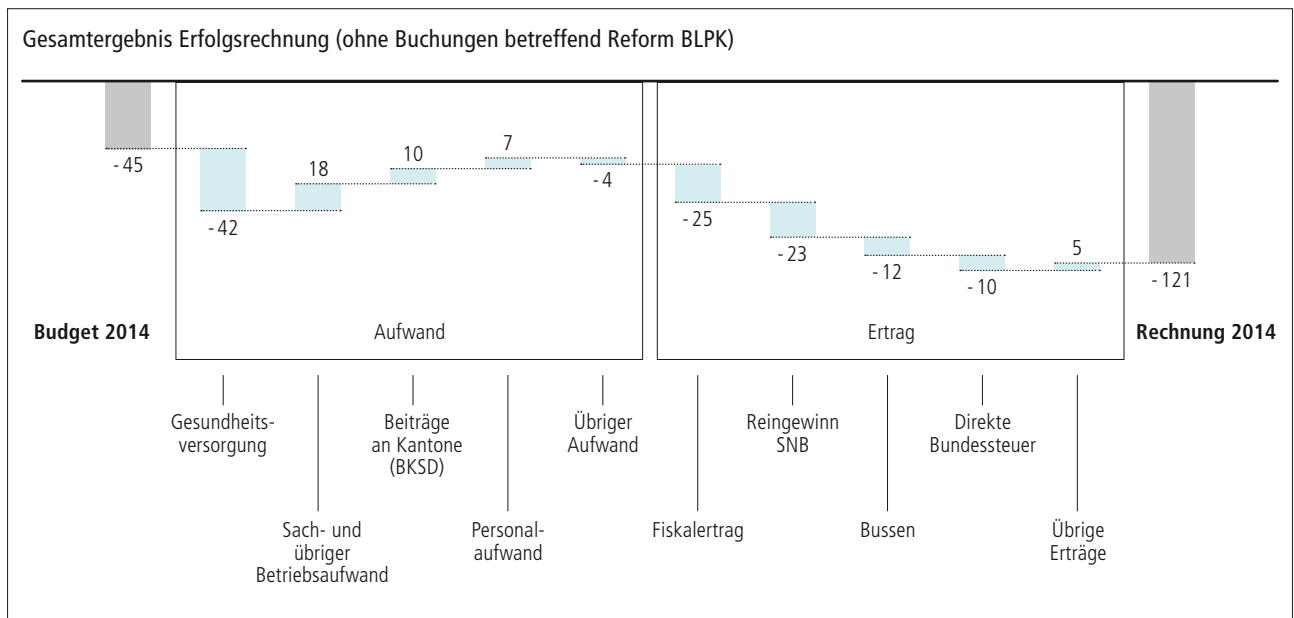 Gesamtergebnis Erfolgsrechnung (ohne Buchungen betreffend Reform BLPK)
- 45
- 42
18
10
7
- 4
- 25
- 23
- 12
- 10
5
- 121
Budget 2014
Aufwand
Ertrag
Rechnung 2014
Gesundheits-
versorgung
Sach- und
übriger
Betriebsaufwand
Beiträge
an Kantone
(BKSD)
Personal-
aufwand
Übriger
Aufwand
Fiskalertrag
Reingewinn
SNB
Bussen
Direkte
Bundessteuer
Übrige
Erträge